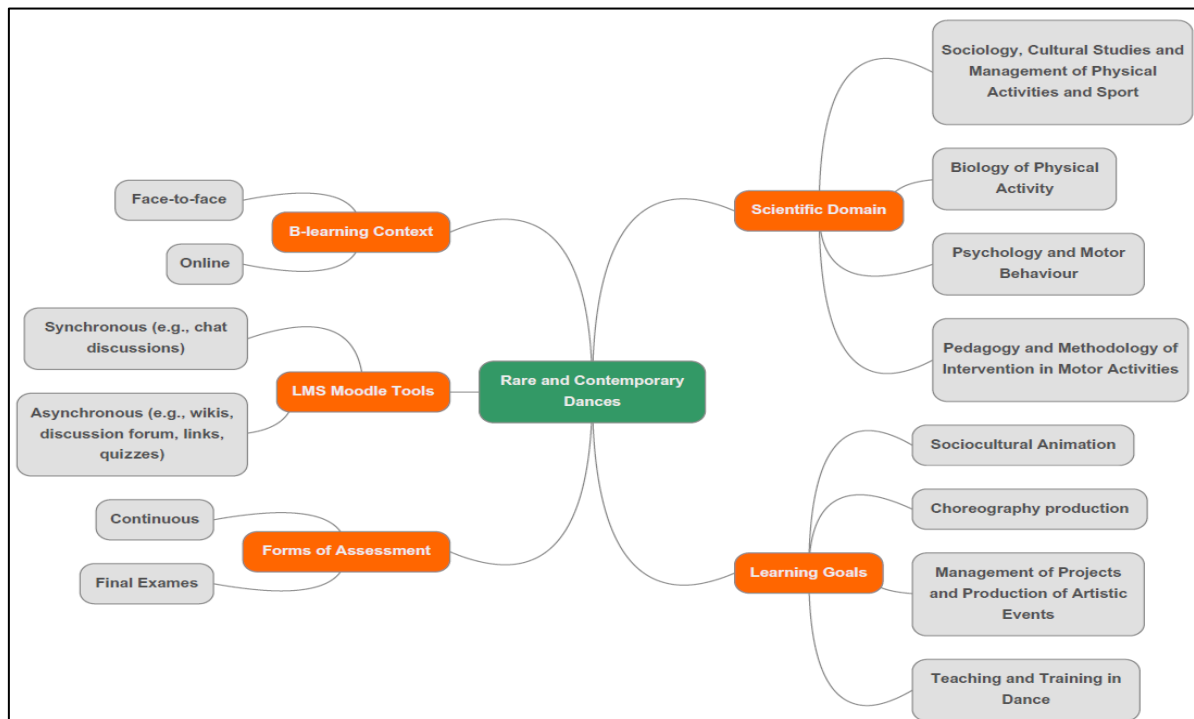 Rare and Contemporary
Dances
B-learning Context
Face-to-face
Online
LMS Moodle Tools
Synchronous (e.g., chat
discussions)
Asynchronous (e.g., wikis,
discussion forum, links,
quizzes)
Forms of Assessment
Continuous
Final Exames
Scientific Domain
Sociology, Cultural Studies and
Management of Physical
Activities and Sport
Biology of Physical
Activity
Psychology and Motor
Behaviour
Pedagogy and Methodology of
Intervention in Motor Activities
Learning Goals
Sociocultural Animation
Choreography production
Management of Projects
and Production of Artistic
Events
Teaching and Training in
Dance